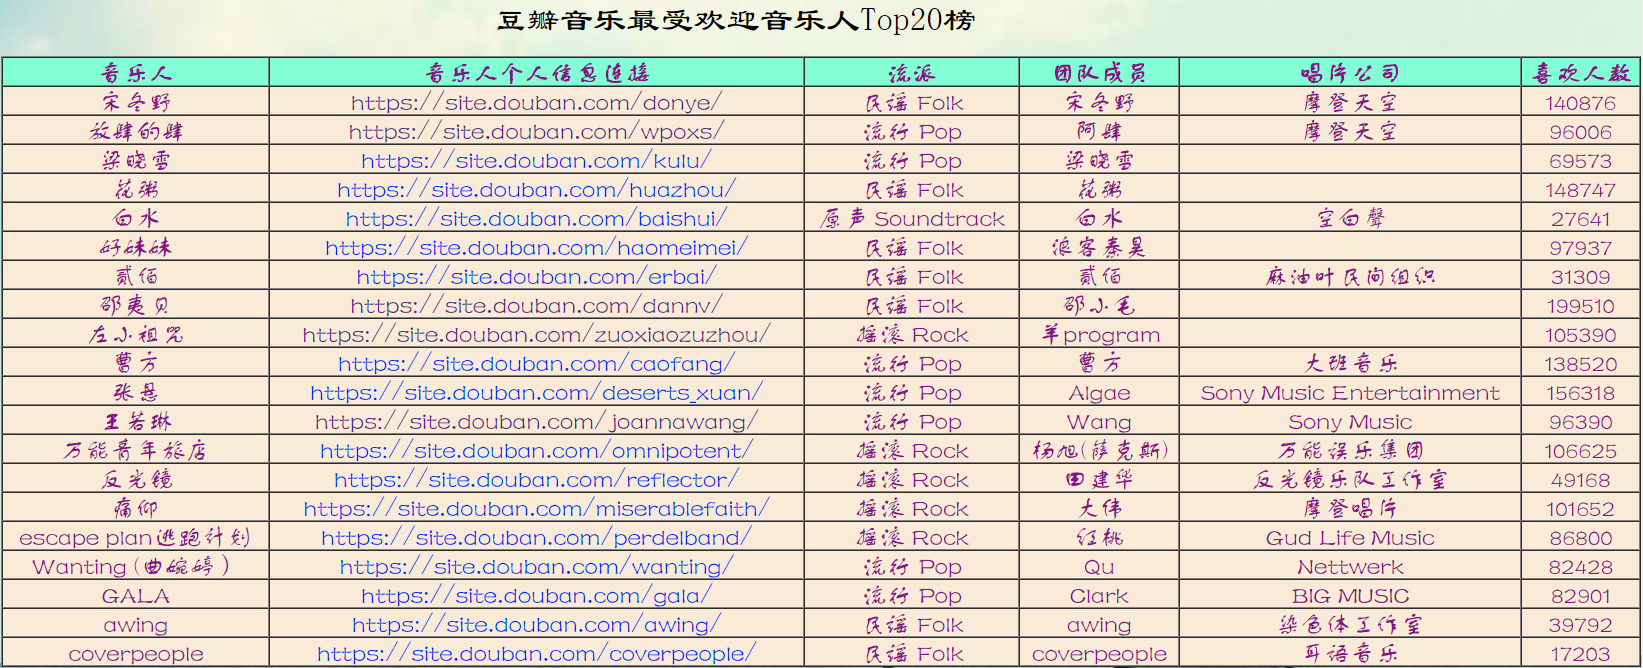 豆瓣音乐最受欢迎音乐人Top20榜
音乐人 音乐人个人信息连接 流派 团队成员 唱片公司 喜欢人数
宋冬野 https://site.douban.com/donye/ 民谣 Folk 宋冬野 摩登天空 140876
放肆的肆 https://site.douban.com/wpoxs/ 流行 Pop 阿肆 摩登天空 96006
梁晓雪 https://site.douban.com/kulu/ 流行 Pop 梁晓雪 69573
花粥 https://site.douban.com/huazhou/ 民谣 Folk 花粥 148747
白水 https://site.douban.com/baishui/ 原声 Soundtrack 白水 空白聲 27641
好妹妹 https://site.douban.com/haomeimei/ 民谣 Folk 浪客秦昊 97937
贰佰 https://site.douban.com/erbai/ 民谣 Folk 贰佰 麻油叶民间组织 31309
邵夷贝 https://site.douban.com/dannv/ 民谣 Folk 邵小毛 199510
左小祖咒 https://site.douban.com/zuoxiaozuzhou/ 摇滚 Rock 羊program 105390
曹方 https://site.douban.com/caofang/ 流行 Pop 曹方 大班音乐 138520
张悬 https://site.douban.com/deserts_xuan/ 流行 Pop Algae Sony Music Entertainment 156318
王若琳 https://site.douban.com/joannawang/ 流行 Pop Wang Sony Music 96390
万能青年旅店 https://site.douban.com/omnipotent/ 摇滚 Rock 杨旭(萨克斯) 万能误乐集团 106625
反光镜 https://site.douban.com/reflector/ 摇滚 Rock 田建华 反光镜乐队工作室 49168
痛仰 https://site.douban.com/miserablefaith/ 摇滚 Rock 大伟 摩登唱片 101652
escape plan逃跑计划 https://site.douban.com/perdelband/ 摇滚 Rock 红桃 Gud Life Music 86800
Wanting (曲婉婷 ) https://site.douban.com/wanting/ 流行 Pop Qu Nettwerk 82428
GALA https://site.douban.com/gala/ 流行 Pop Clark BIG MUSIC 82901
awing https://site.douban.com/awing/ 民谣 Folk awing 染色体工作室 39792
coverpeople https://site.douban.com/coverpeople/ 民谣 Folk coverpeople 耳语音乐 17203